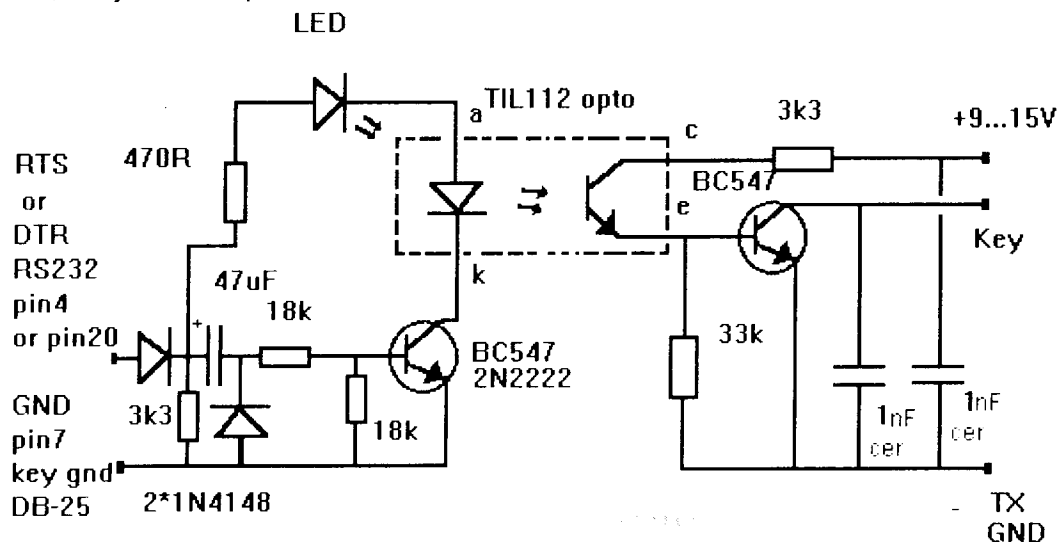 LED
TIL112 opto
a
c
3k3
+9...15V
470R
RTS
or
DTR
RS232
pin4
or pin20
BC547
e
Key
k
47uF
+
18k
33k
BC547
2N2222
3k3
18k
1nF
cer
1nF
cer
GND
pin7
key gnd
DB-25
2*1N4148
TX
GND